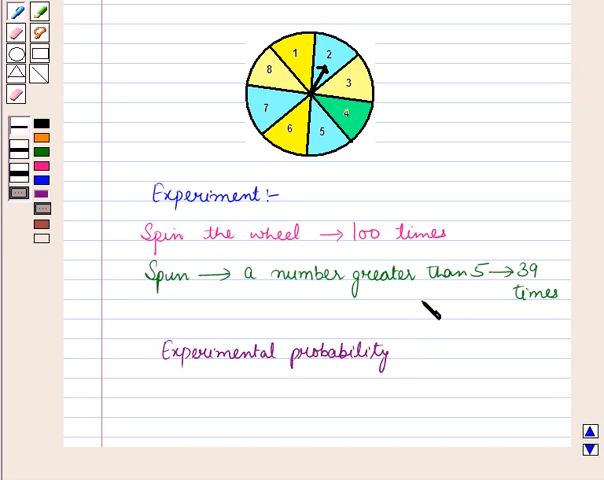 1 2
8 3
7 4
6 5
Experiment:-
Spin the wheel → 100 times
Spun → a number greater than 5 → 39
times
Experimental probability